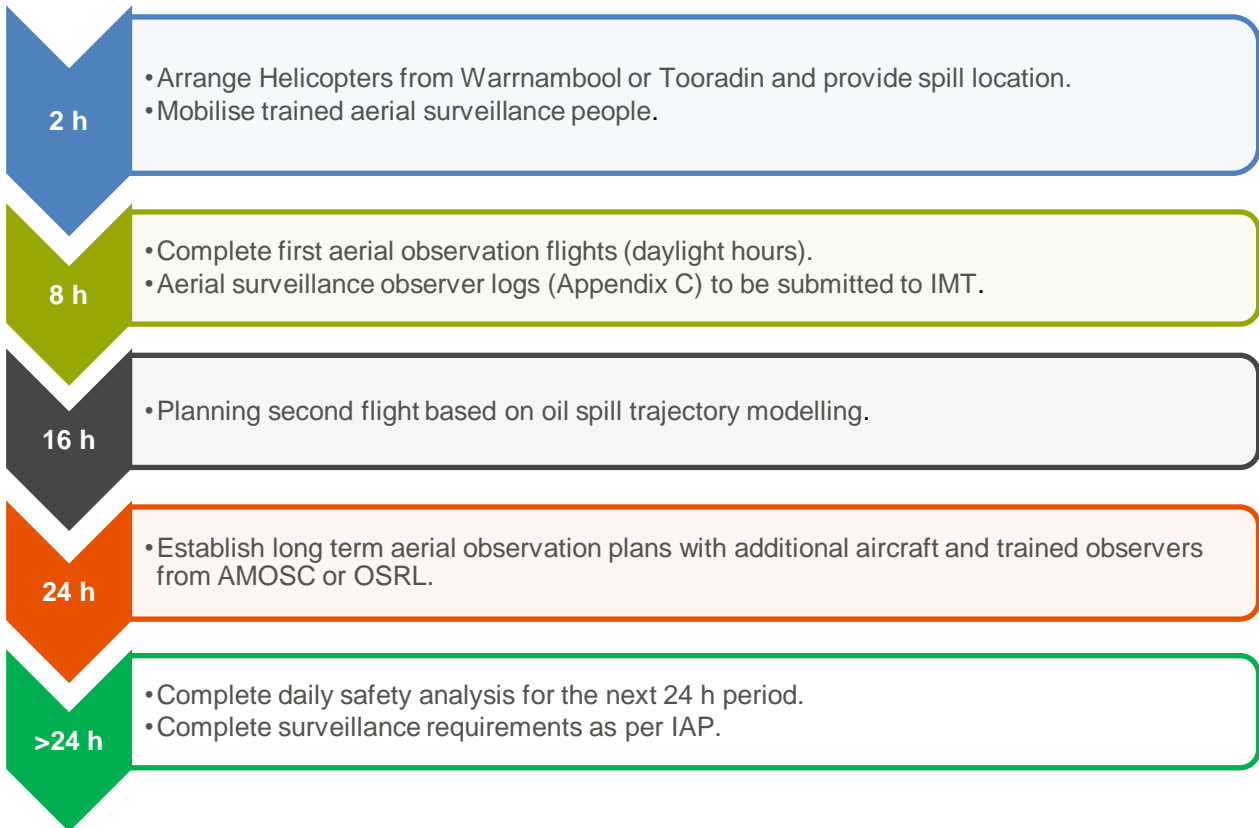 2 h
•Arrange Helicopters from Warrnambool or Tooradin and provide spill location.
•Mobilise trained aerial surveillance people.
8 h
•Complete first aerial observation flights (daylight hours).
•Aerial surveillance observer logs (Appendix C) to be submitted to IMT.
16 h
•Planning second flight based on oil spill trajectory modelling.
24 h
•Establish long term aerial observation plans with additional aircraft and trained observers
from AMOSC or OSRL.
>24 h
•Complete daily safety analysis for the next 24 h period.
•Complete surveillance requirements as per IAP.